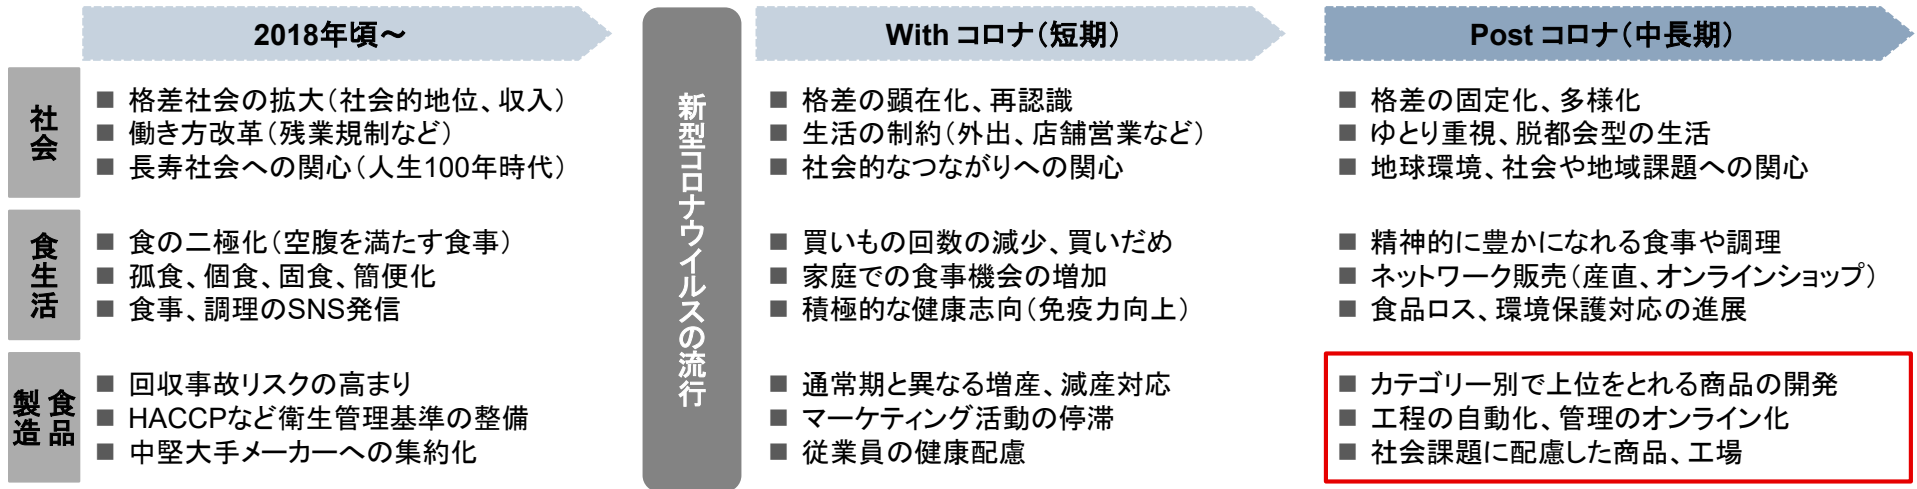 2018年頃～
With コロナ（短期）
Post コロナ（中長期）
新型コロナウイルスの流行
社会
■ 格差社会の拡大（社会的地位、収入）
■ 働き方改革（残業規制など）
■ 長寿社会への関心（人生100年時代）
■ 格差の顕在化、再認識
■ 生活の制約（外出、店舗営業など）
■ 社会的なつながりへの関心
■ 格差の固定化、多様化
■ ゆとり重視、脱都会型の生活
■ 地球環境、社会や地域課題への関心
食生活
■ 食の二極化（空腹を満たす食事）
■ 孤食、個食、固食、簡便化
■ 食事、調理のSNS発信
■ 買いもの回数の減少、買いだめ
■ 家庭での食事機会の増加
■ 積極的な健康志向（免疫力向上）
■ 精神的に豊かになれる食事や調理
■ ネットワーク販売（産直、オンラインショップ）
■ 食品ロス、環境保護対応の進展
食品
製造
■ 回収事故リスクの高まり
■ HACCPなど衛生管理基準の整備
■ 中堅大手メーカーへの集約化
■ 通常期と異なる増産、減産対応
■ マーケティング活動の停滞
■ 従業員の健康配慮
■ カテゴリー別で上位をとれる商品の開発
■ 工程の自動化、管理のオンライン化
■ 社会課題に配慮した商品、工場